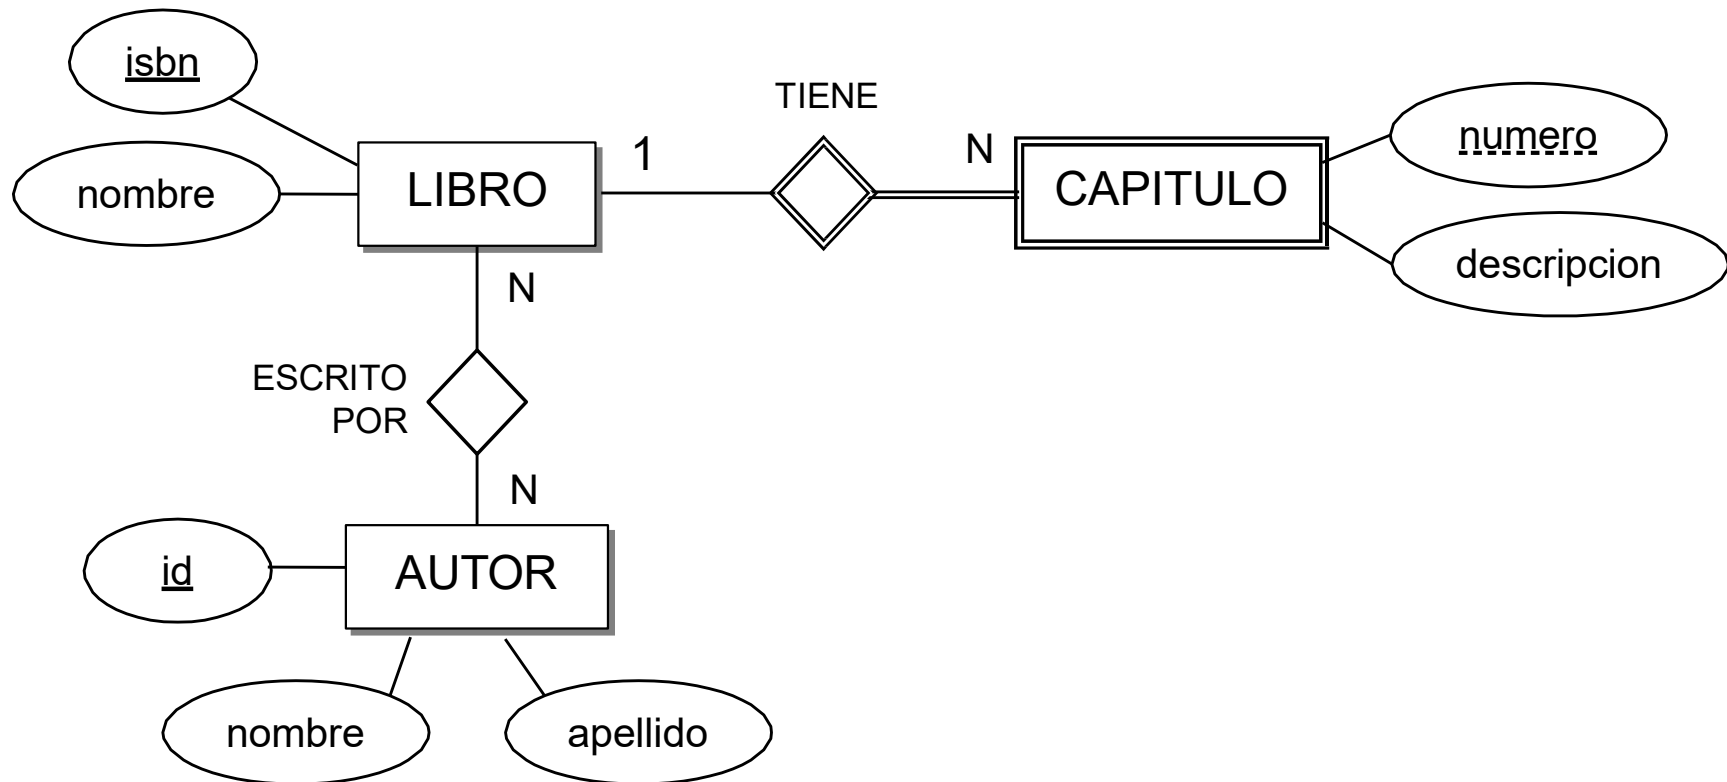 isbn
nombre
LIBRO
1
TIENE
N
CAPITULO
numero
descripcion
N
ESCRITO
POR
N
id
AUTOR
nombre
apellido